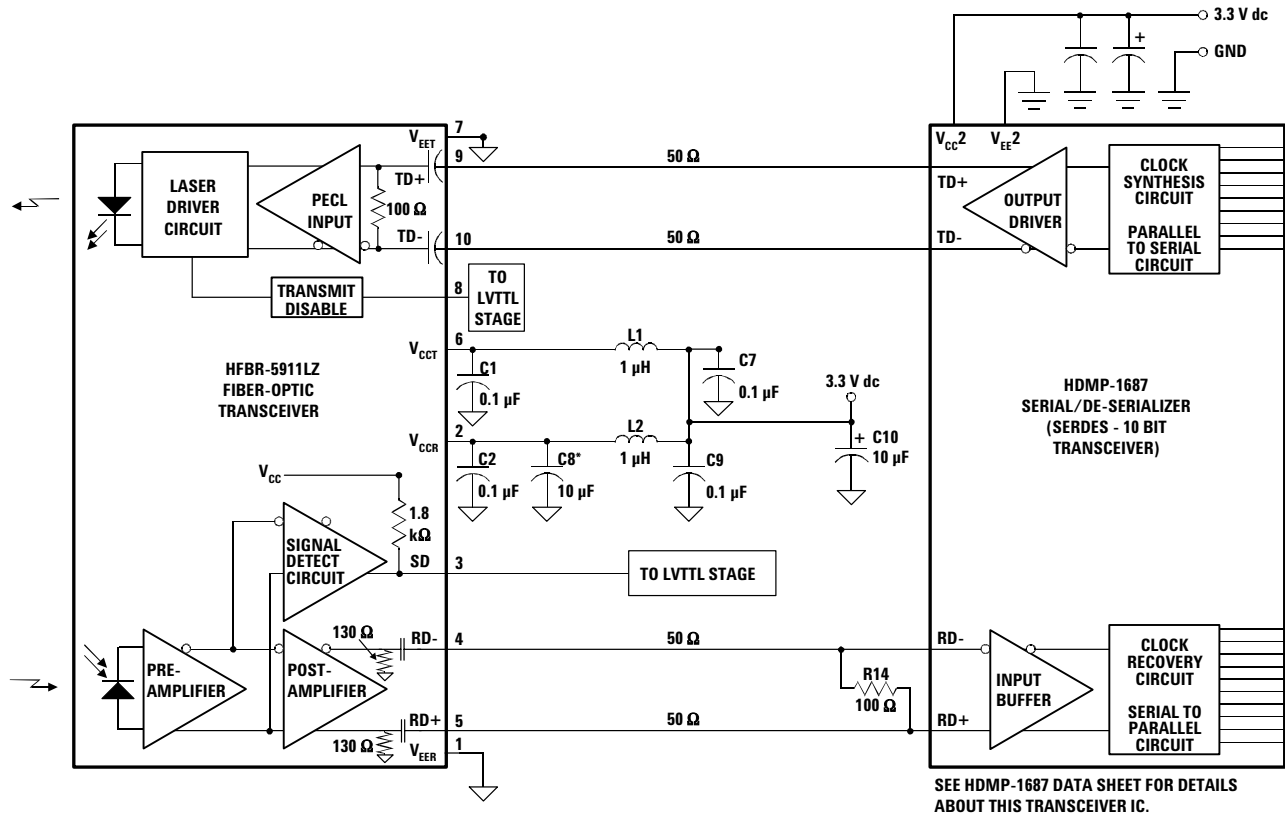 3.3 V dc
+
GND
VEET
7
VCC2
VEE2
9
50 Ω
TD+
100 Ω
TD-
10
50 Ω
LASER
DRIVER
CIRCUIT
PECL
INPUT
TD+
TD-
OUTPUT
DRIVER
CLOCK
SYNTHESIS
CIRCUIT
PARALLEL
TO SERIAL
CIRCUIT
TRANSMIT
DISABLE
8
TO
LVTTL
STAGE
HFBR-5911LZ
FIBER-OPTIC
TRANSCEIVER
VCCT
6
L1
1 µH
C1
0.1 µF
C7
0.1 µF
3.3 V dc
VCCR
2
L2
1 µH
C2
0.1 µF
C8*
10 µF
C9
0.1 µF
+
C10
10 µF
HDMP-1687
SERIAL/DE-SERIALIZER
(SERDES - 10 BIT
TRANSCEIVER)
VCC
1.8
kΩ
SIGNAL
DETECT
CIRCUIT
SD
3
TO LVTTL STAGE
130 Ω
RD-
4
50 Ω
RD-
PRE-
AMPLIFIER
POST-
AMPLIFIER
R14
100 Ω
INPUT
BUFFER
CLOCK
RECOVERY
CIRCUIT
SERIAL TO
PARALLEL
CIRCUIT
130 Ω
RD+
5
50 Ω
RD+
VEER
1
SEE HDMP-1687 DATA SHEET FOR DETAILS
ABOUT THIS TRANSCEIVER IC.